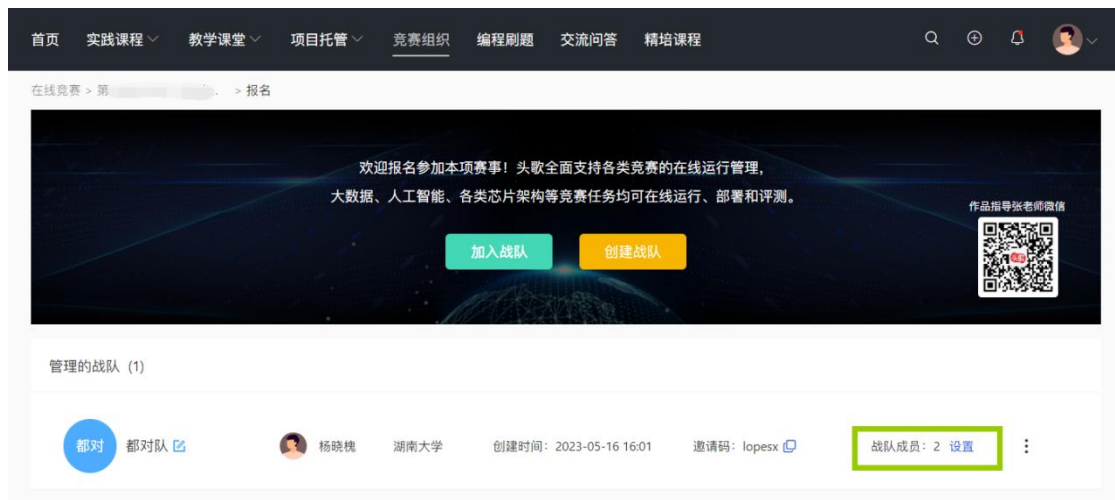 首页 实践课程 教学课堂 项目托管 竞赛组织 编程刷题 交流问答 精培课程
在线竞赛 > 第 > 报名
欢迎报名参加本项赛事！头歌全面支持各类竞赛的在线运行管理，
大数据、人工智能、各类芯片架构等竞赛任务均可在线运行、部署和评测。
作品指导张老师微信
加入战队 创建战队
管理的战队 (1)
都对 都对队 杨晓槐 湖南大学 创建时间：2023-05-16 16:01 邀请码：lopesx 战队成员：2 设置